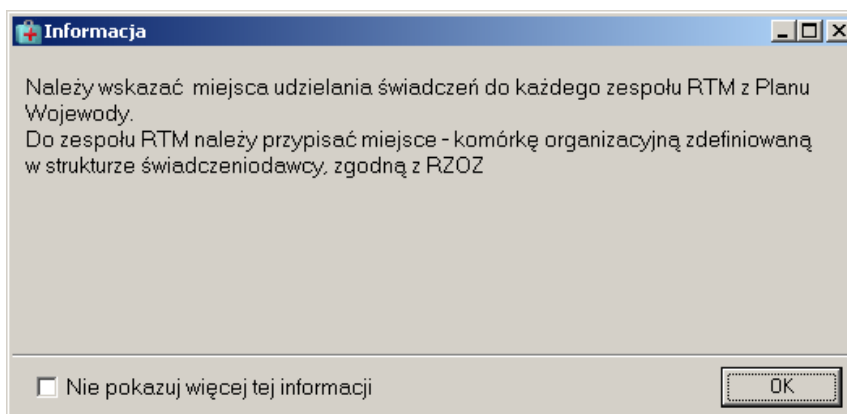 Informacja
Należy wskazać miejsca udzielania świadczeń do każdego zespołu RTM z Planu
Wojewody.
Do zespołu RTM należy przypisać miejsce - komórkę organizacyjną zdefiniowaną
w strukturze świadczeniodawcy, zgodną z RZOZ
Nie pokazuj więcej tej informacji
OK